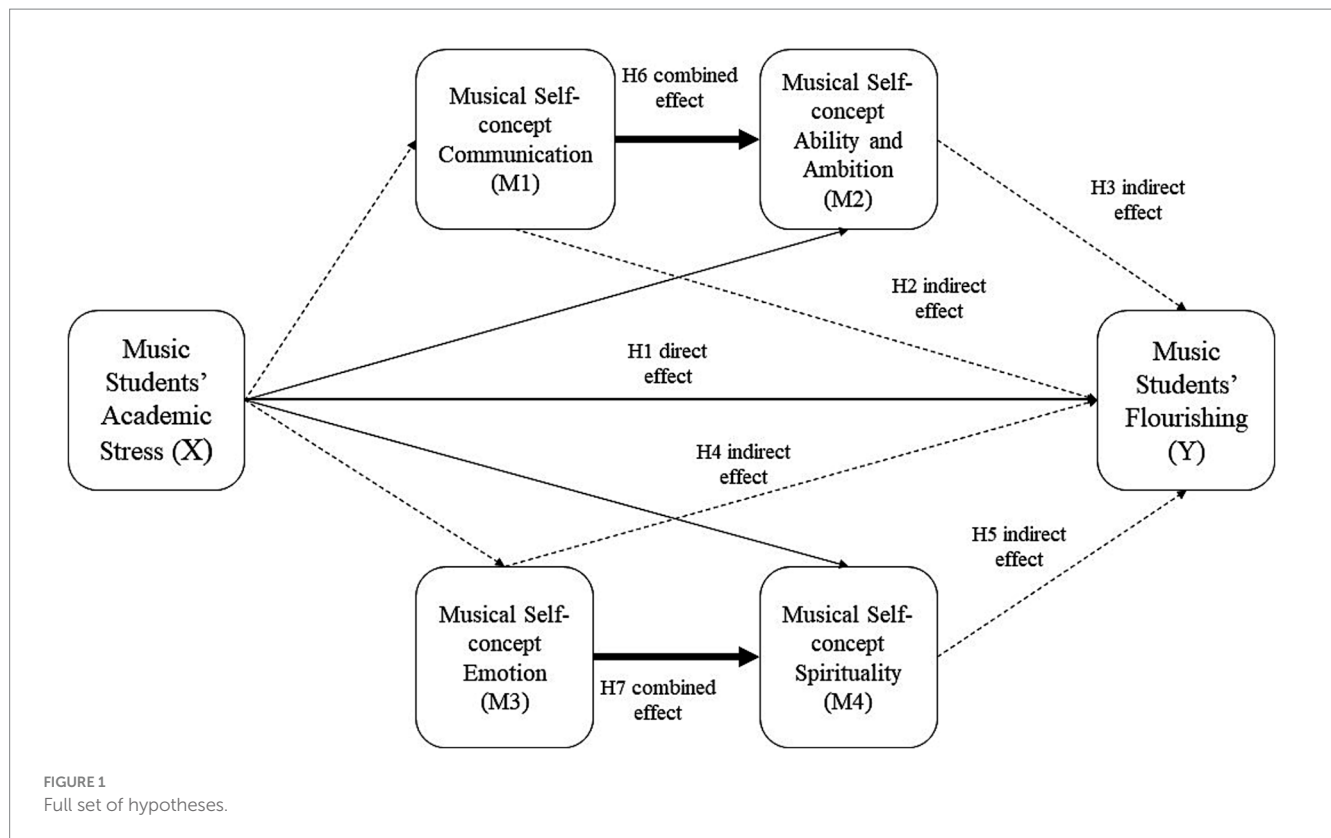 Musical Self-
concept
Communication
(M1)
H6 combined
effect
Musical Self-
concept
Ability and
Ambition
(M2)
H3 indirect
effect
H2 indirect
effect
Music
Students’
Academic
Stress (X)
H1 direct
effect
Music
Students’
Flourishing
(Y)
H4 indirect
effect
H5 indirect
effect
Musical Self-
concept
Emotion
(M3)
H7 combined
effect
Musical Self-
concept
Spirituality
(M4)
FIGURE 1
Full set of hypotheses.